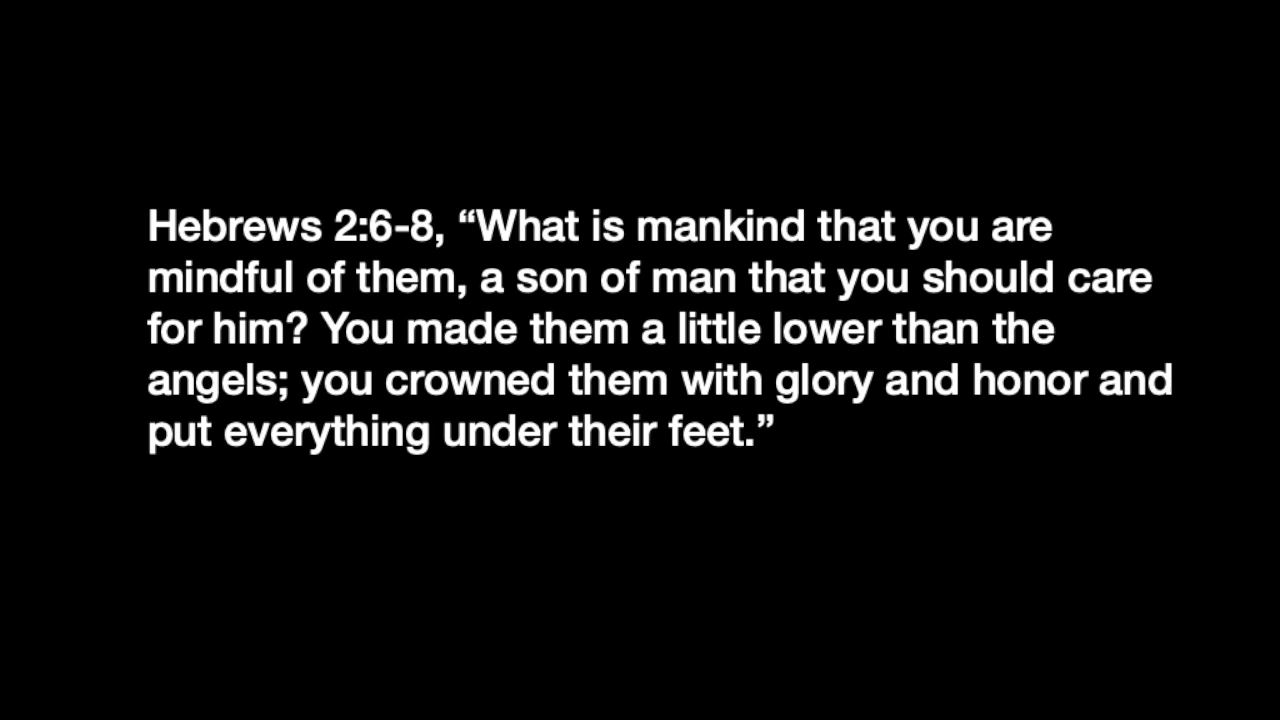 Hebrews 2:6-8, “What is mankind that you are
mindful of them, a son of man that you should care
for him? You made them a little lower than the
angels; you crowned them with glory and honor and
put everything under their feet.”